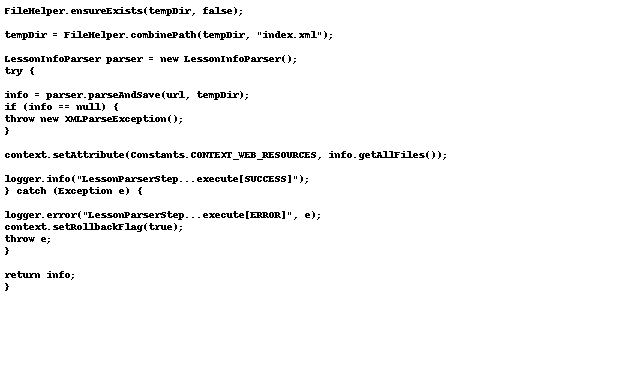 FileHelper.ensureExists(tempDir, false);
tempDir = FileHelper.combinePath(tempDir, "index.xml");
LessonInfoParser parser = new LessonInfoParser();
try {
info = parser.parseAndSave(url, tempDir);
if (info == null) {
throw new XMLParseException();
}
context.setAttribute(Constants.CONTEXT_WEB_RESOURCES, info.getAllFiles());
logger.info("LessonParserStep...execute[SUCCESS]");
} catch (Exception e) {
logger.error("LessonParserStep...execute[ERROR]", e);
context.setRollbackFlag(true);
throw e;
}
return info;
}